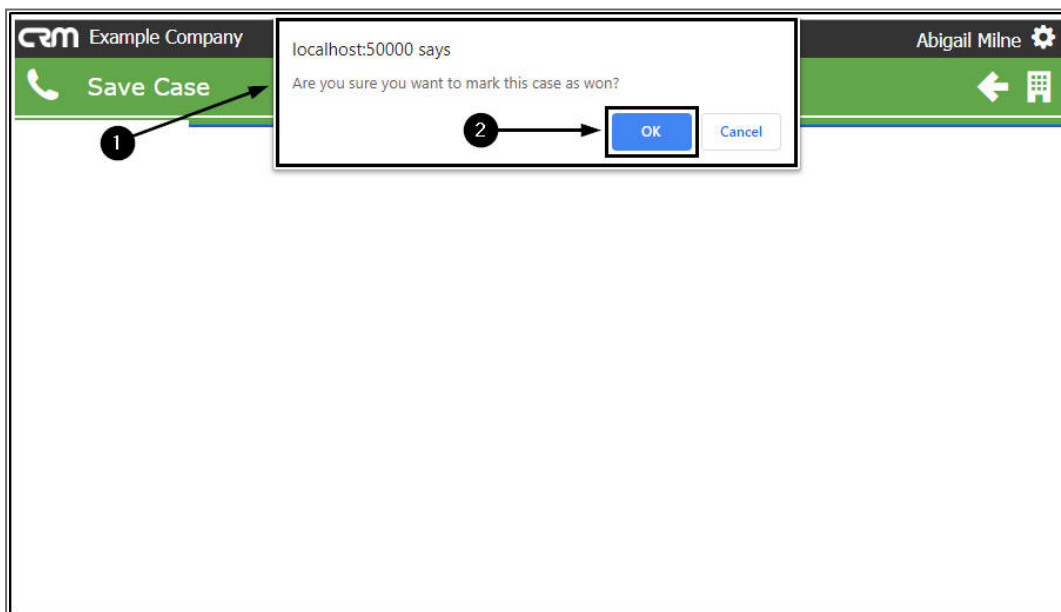 CRM Example Company
Abigail Milne
Save Case
localhost:50000 says
Are you sure you want to mark this case as won?
1
2
OK
Cancel